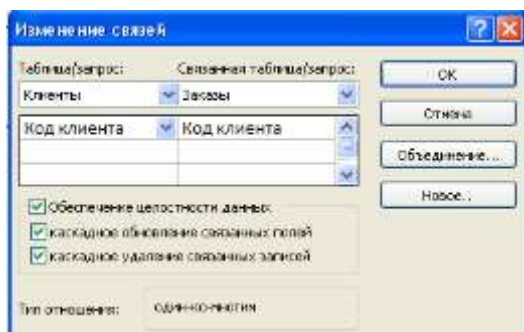 Изменение связей
Таблица/запрос: Связанная таблица/запрос:
Клиенты Заказы
Код клиента Код клиента
ОК
Отмена
Объединение...
Новое..
Обеспечение целостности данных
каскадное обновление связанных полей
каскадное удаление связанных записей
Тип отношения: один-ко-многим